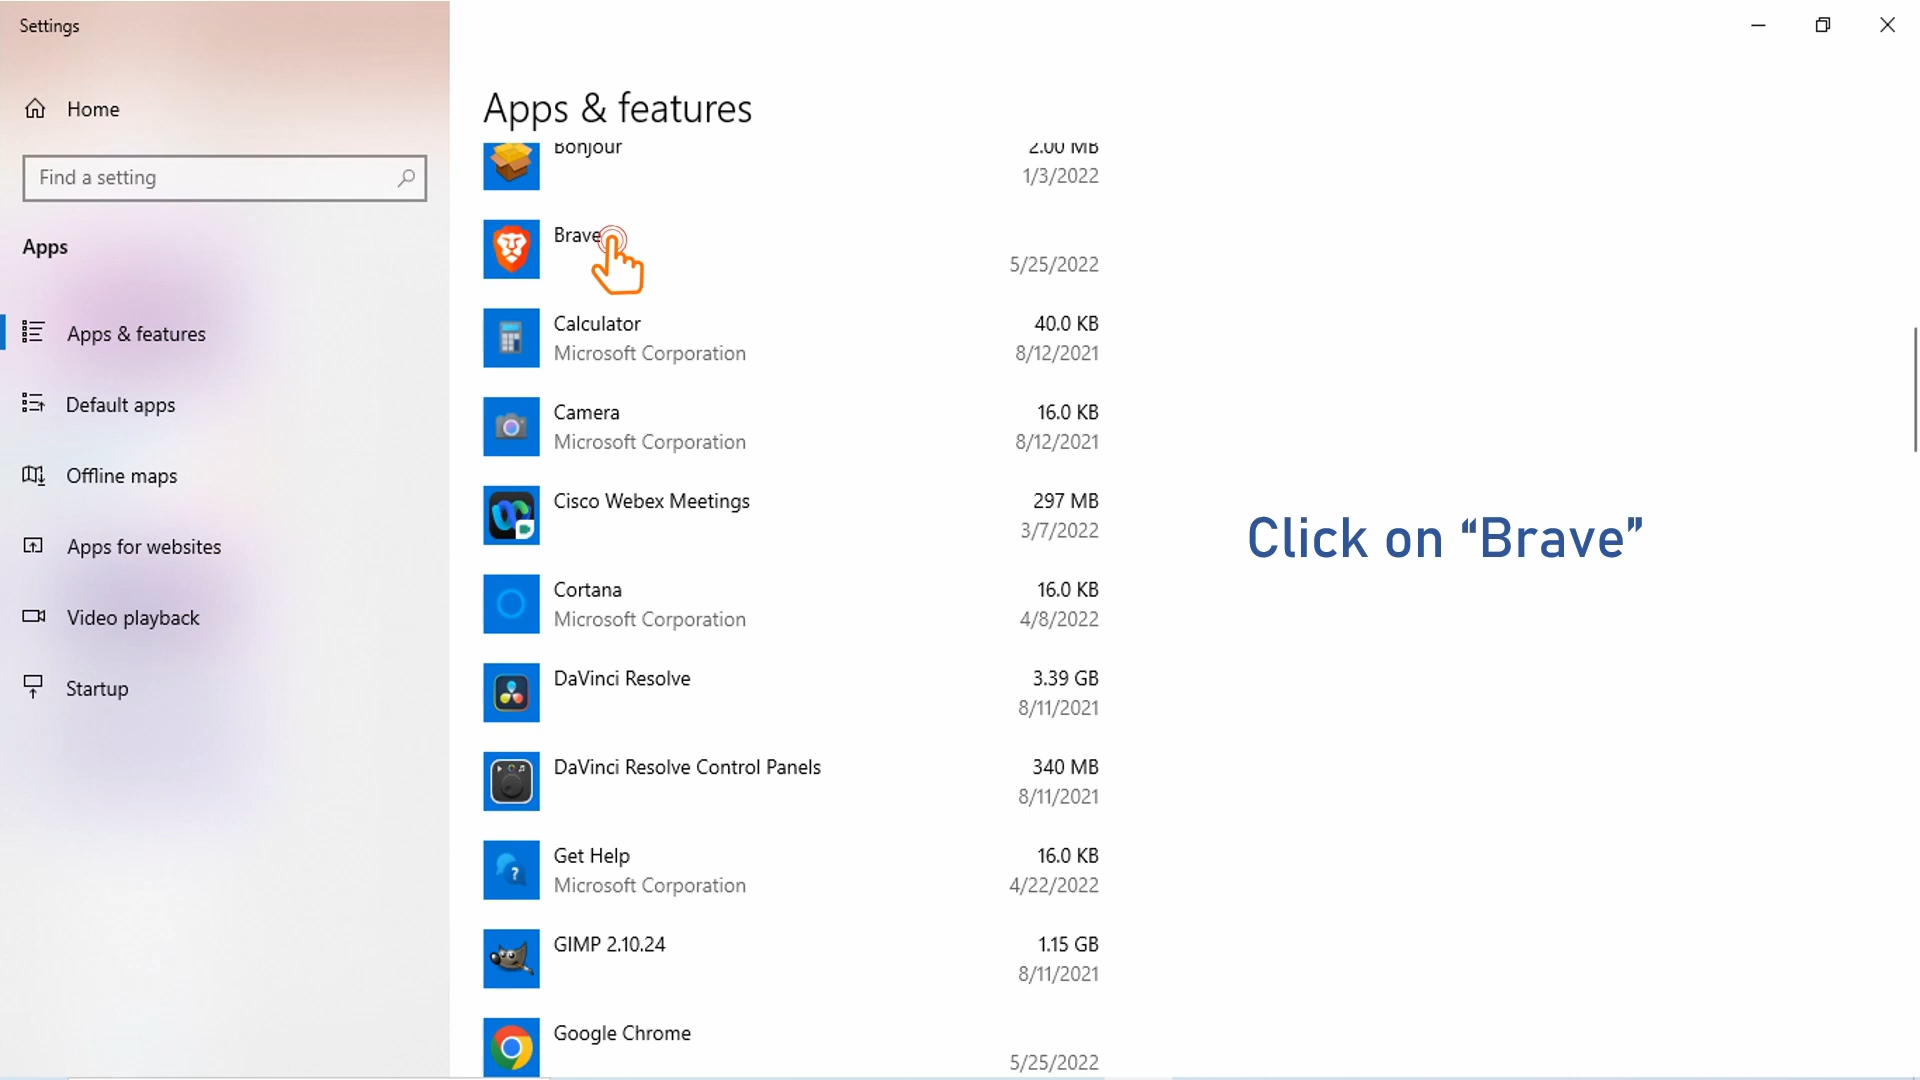 Settings
Home
Find a setting
Apps
Apps & features
Default apps
Offline maps
Apps for websites
Video playback
Startup
Apps & features
Bonjour 2.00 MB
1/3/2022
Brave
5/25/2022
Calculator 40.0 KB
Microsoft Corporation 8/12/2021
Camera 16.0 KB
Microsoft Corporation 8/12/2021
Cisco Webex Meetings 297 MB
3/7/2022
Cortana 16.0 KB
Microsoft Corporation 4/8/2022
DaVinci Resolve 3.39 GB
8/11/2021
DaVinci Resolve Control Panels 340 MB
8/11/2021
Get Help 16.0 KB
Microsoft Corporation 4/22/2022
GIMP 2.10.24 1.15 GB
8/11/2021
Google Chrome
5/25/2022
Click on “Brave”